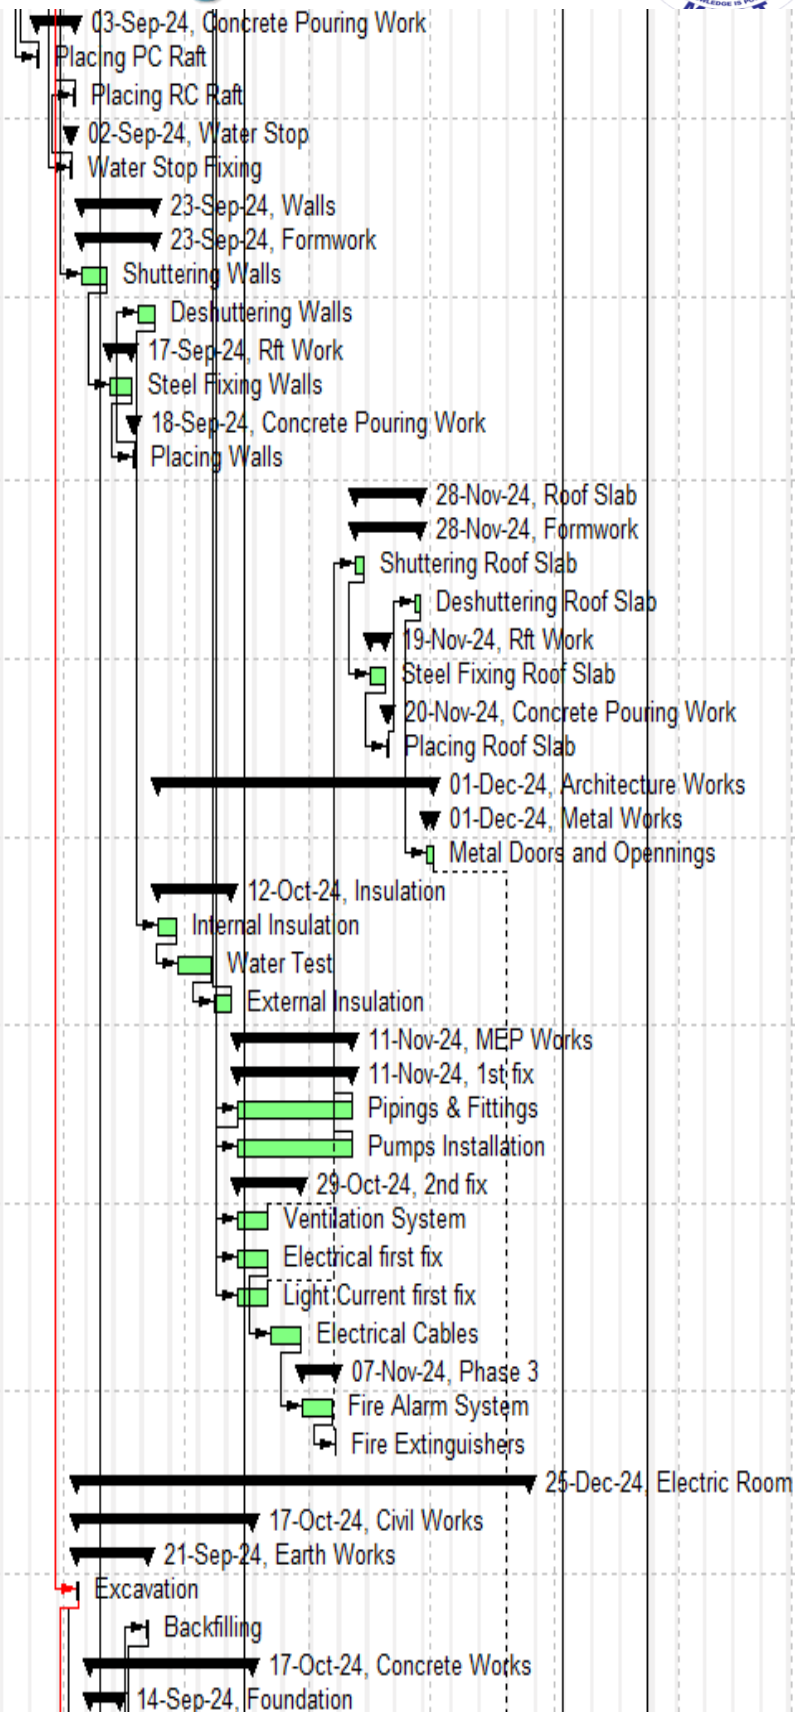 03-Sep-24, Concrete Pouring Work
Placing PC Raft
Placing RC Raft
02-Sep-24, Water Stop
Water Stop Fixing
23-Sep-24, Walls
23-Sep-24, Formwork
Shuttering Walls
Deshuttering Walls
17-Sep-24, Rft Work
Steel Fixing Walls
18-Sep-24, Concrete Pouring Work
Placing Walls
28-Nov-24, Roof Slab
28-Nov-24, Formwork
Shuttering Roof Slab
Deshuttering Roof Slab
19-Nov-24, Rft Work
Steel Fixing Roof Slab
20-Nov-24, Concrete Pouring Work
Placing Roof Slab
01-Dec-24, Architecture Works
01-Dec-24, Metal Works
Metal Doors and Opennings
12-Oct-24, Insulation
Internal Insulation
Water Test
External Insulation
11-Nov-24, MEP Works
11-Nov-24, 1st fix
Pipings & Fittings
Pumps Installation
29-Oct-24, 2nd fix
Ventilation System
Electrical first fix
Light Current first fix
Electrical Cables
07-Nov-24, Phase 3
Fire Alarm System
Fire Extinguishers
25-Dec-24, Electric Room
17-Oct-24, Civil Works
21-Sep-24, Earth Works
Excavation
Backfilling
17-Oct-24, Concrete Works
14-Sep-24, Foundation